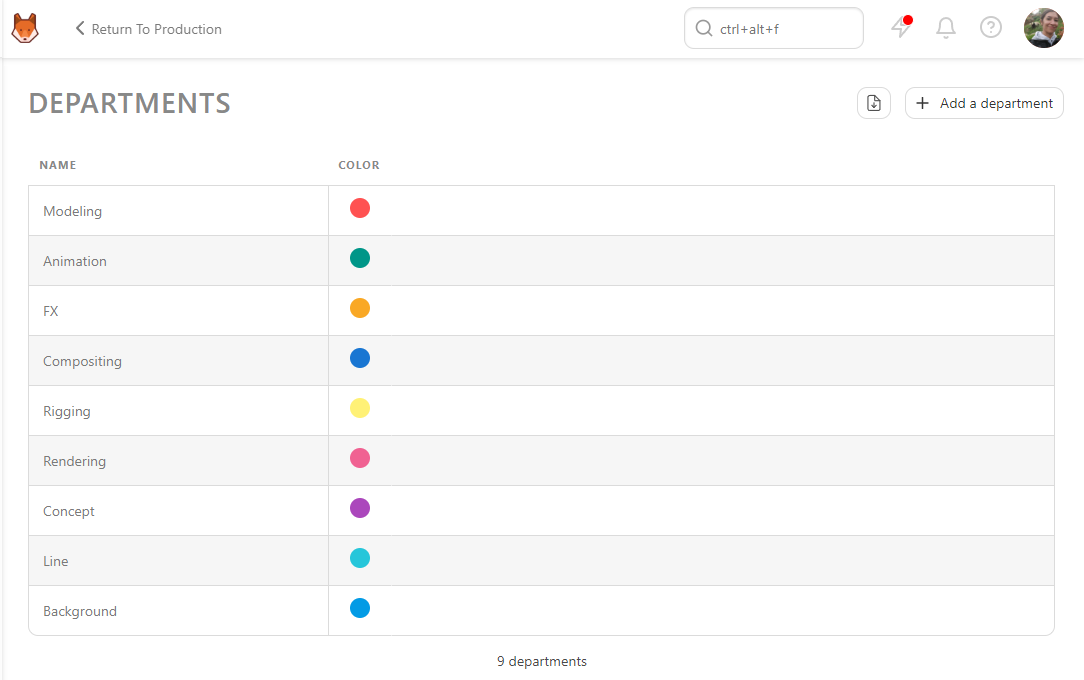 Return To Production
ctrl+alt+f
DEPARTMENTS
Add a department
NAME COLOR
Modeling
Animation
FX
Compositing
Rigging
Rendering
Concept
Line
Background
9 departments